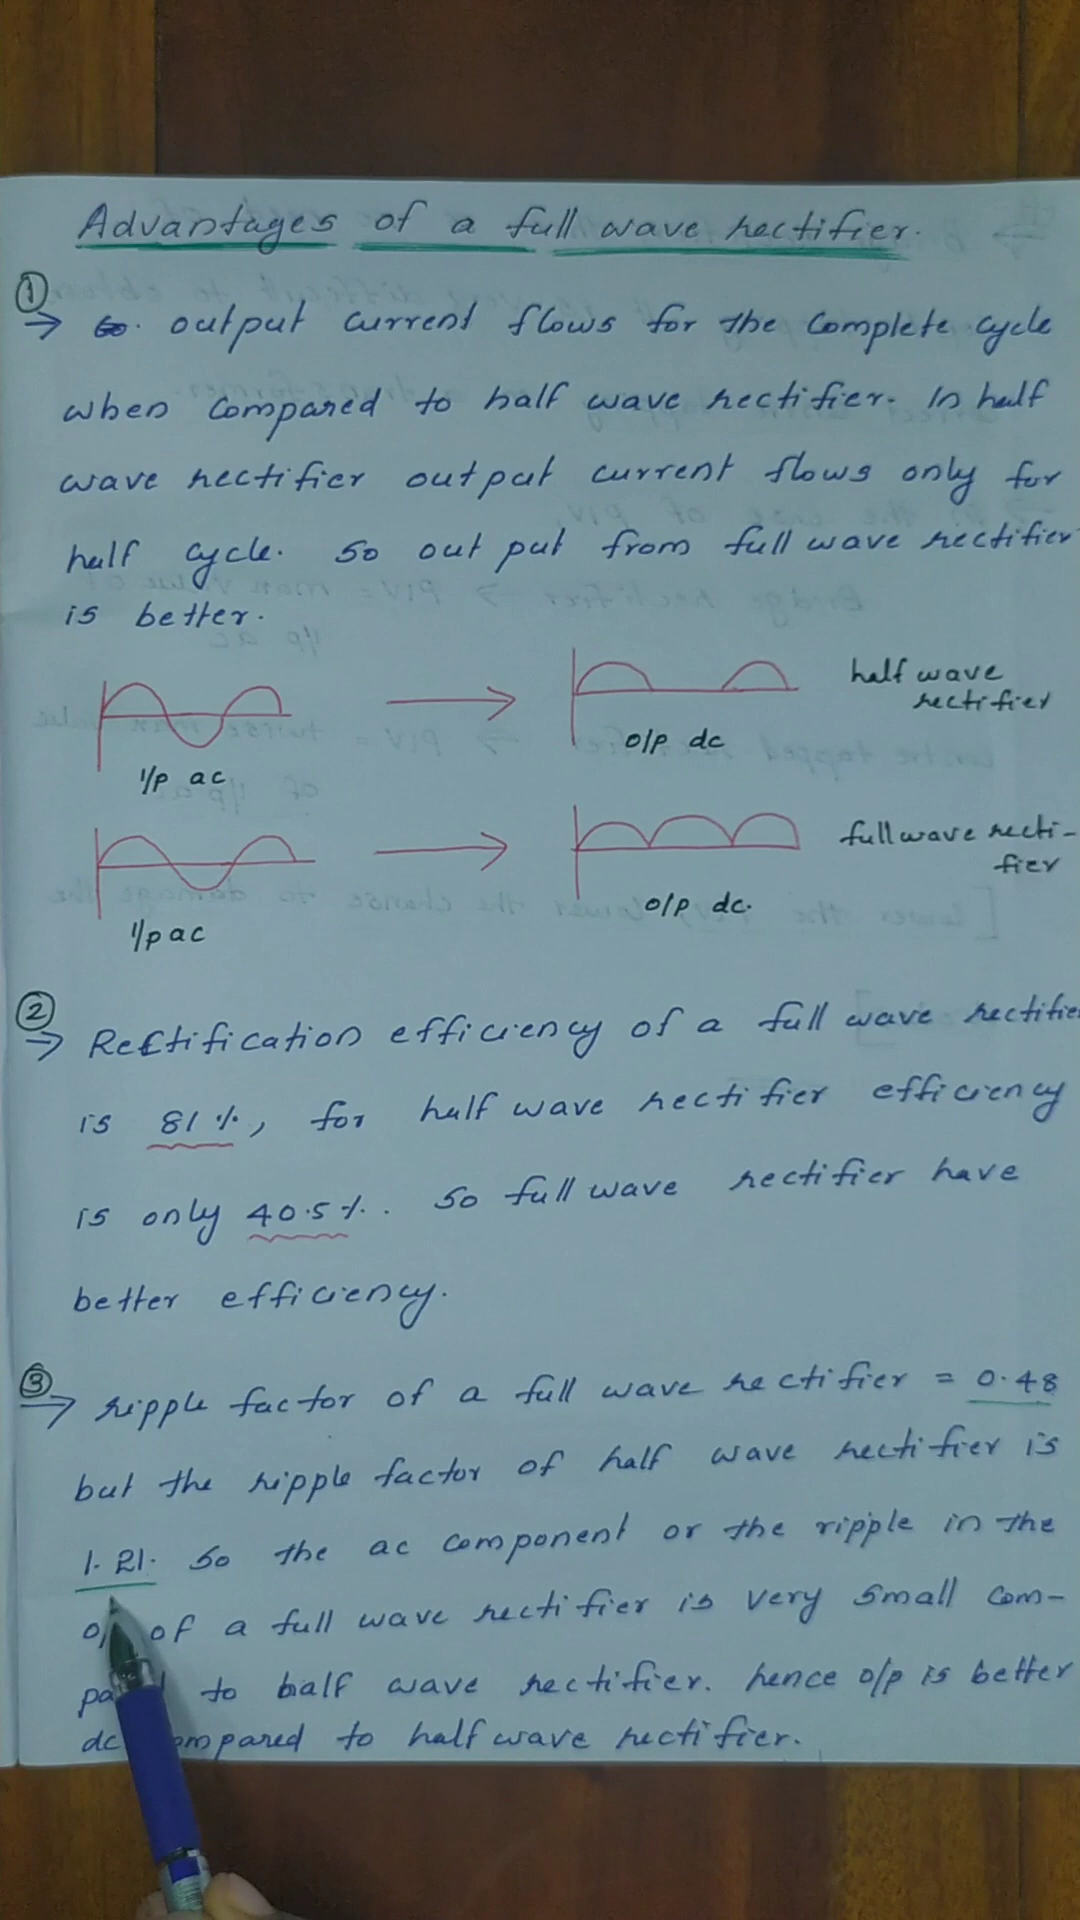 Advantages of a full wave rectifier.
①
→ output current flows for the complete cycle
when compared to half wave rectifier. In half
wave rectifier output current flows only for
half cycle. so out put from full wave rectifier
is better.
half wave
rectifier
I/p ac
o/p dc
full wave recti-
fier
I/p ac
o/p dc.
②
→ Rectification efficiency of a full wave rectifie
is 81%, for half wave rectifier efficiency
is only 40.5%. so full wave rectifier have
better efficiency.
③
→ ripple factor of a full wave rectifier = 0.48
but the ripple factor of half wave rectifier is
1.21. so the ac component or the ripple in the
of a full wave rectifier is very small com-
to half wave rectifier. hence o/p is better
dc to half wave rectifier.